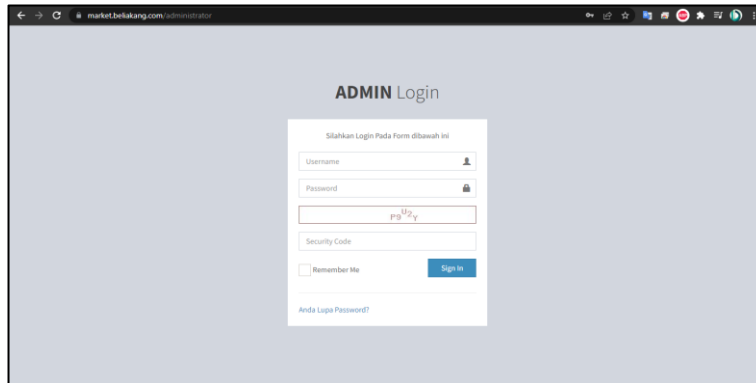 market.beliakang.com/administrator
ADMIN Login
Silahkan Login Pada Form dibawah ini
Username
Password
P9U2Y
Security Code
Remember Me
Sign In
Anda Lupa Password?